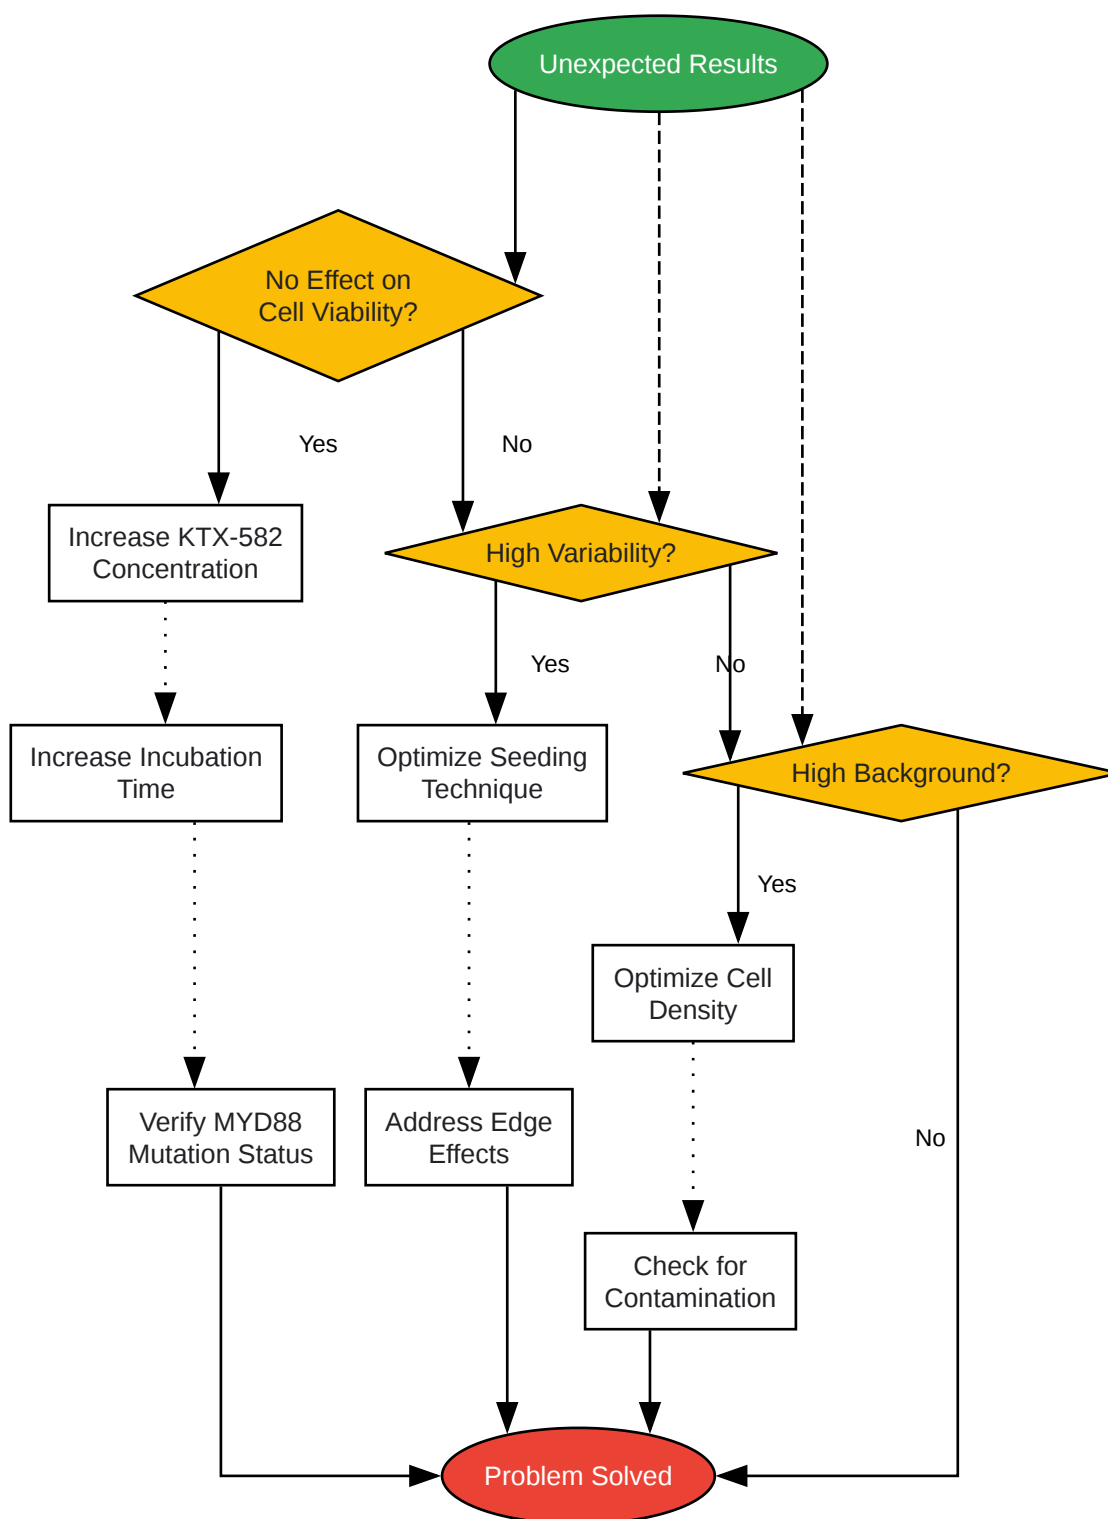 Unexpected Results
No Effect on
Cell Viability?
Yes
No
Increase KTX-582
Concentration
High Variability?
Yes
No
Increase Incubation
Time
Optimize Seeding
Technique
High Background?
Yes
Optimize Cell
Density
Verify MYD88
Mutation Status
Address Edge
Effects
No
Check for
Contamination
Problem Solved